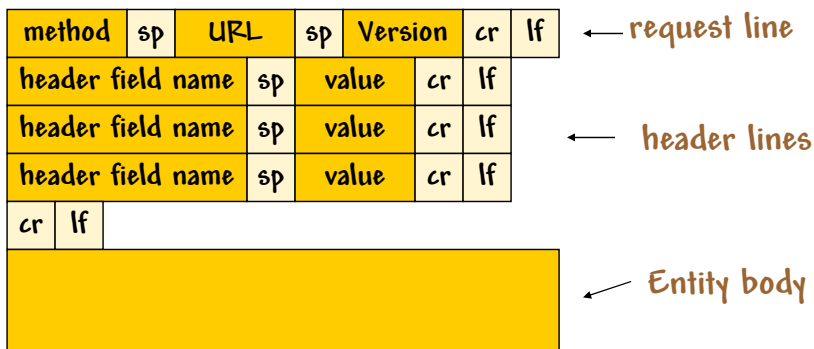 method sp URL sp Version cr lf request line
header field name sp value cr lf
header field name sp value cr lf header lines
header field name sp value cr lf
cr lf
Entity body